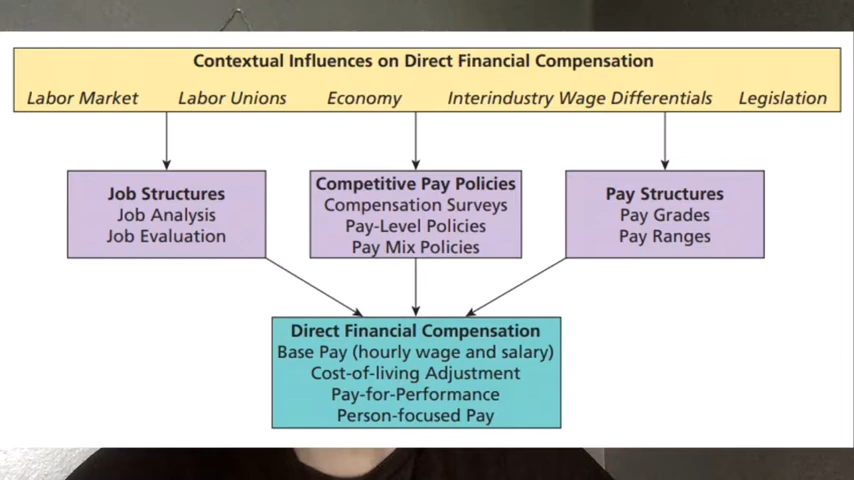 Contextual Influences on Direct Financial Compensation
Labor Market Labor Unions Economy Interindustry Wage Differentials Legislation
Job Structures
Job Analysis
Job Evaluation
Competitive Pay Policies
Compensation Surveys
Pay-Level Policies
Pay Mix Policies
Pay Structures
Pay Grades
Pay Ranges
Direct Financial Compensation
Base Pay (hourly wage and salary)
Cost-of-living Adjustment
Pay-for-Performance
Person-focused Pay